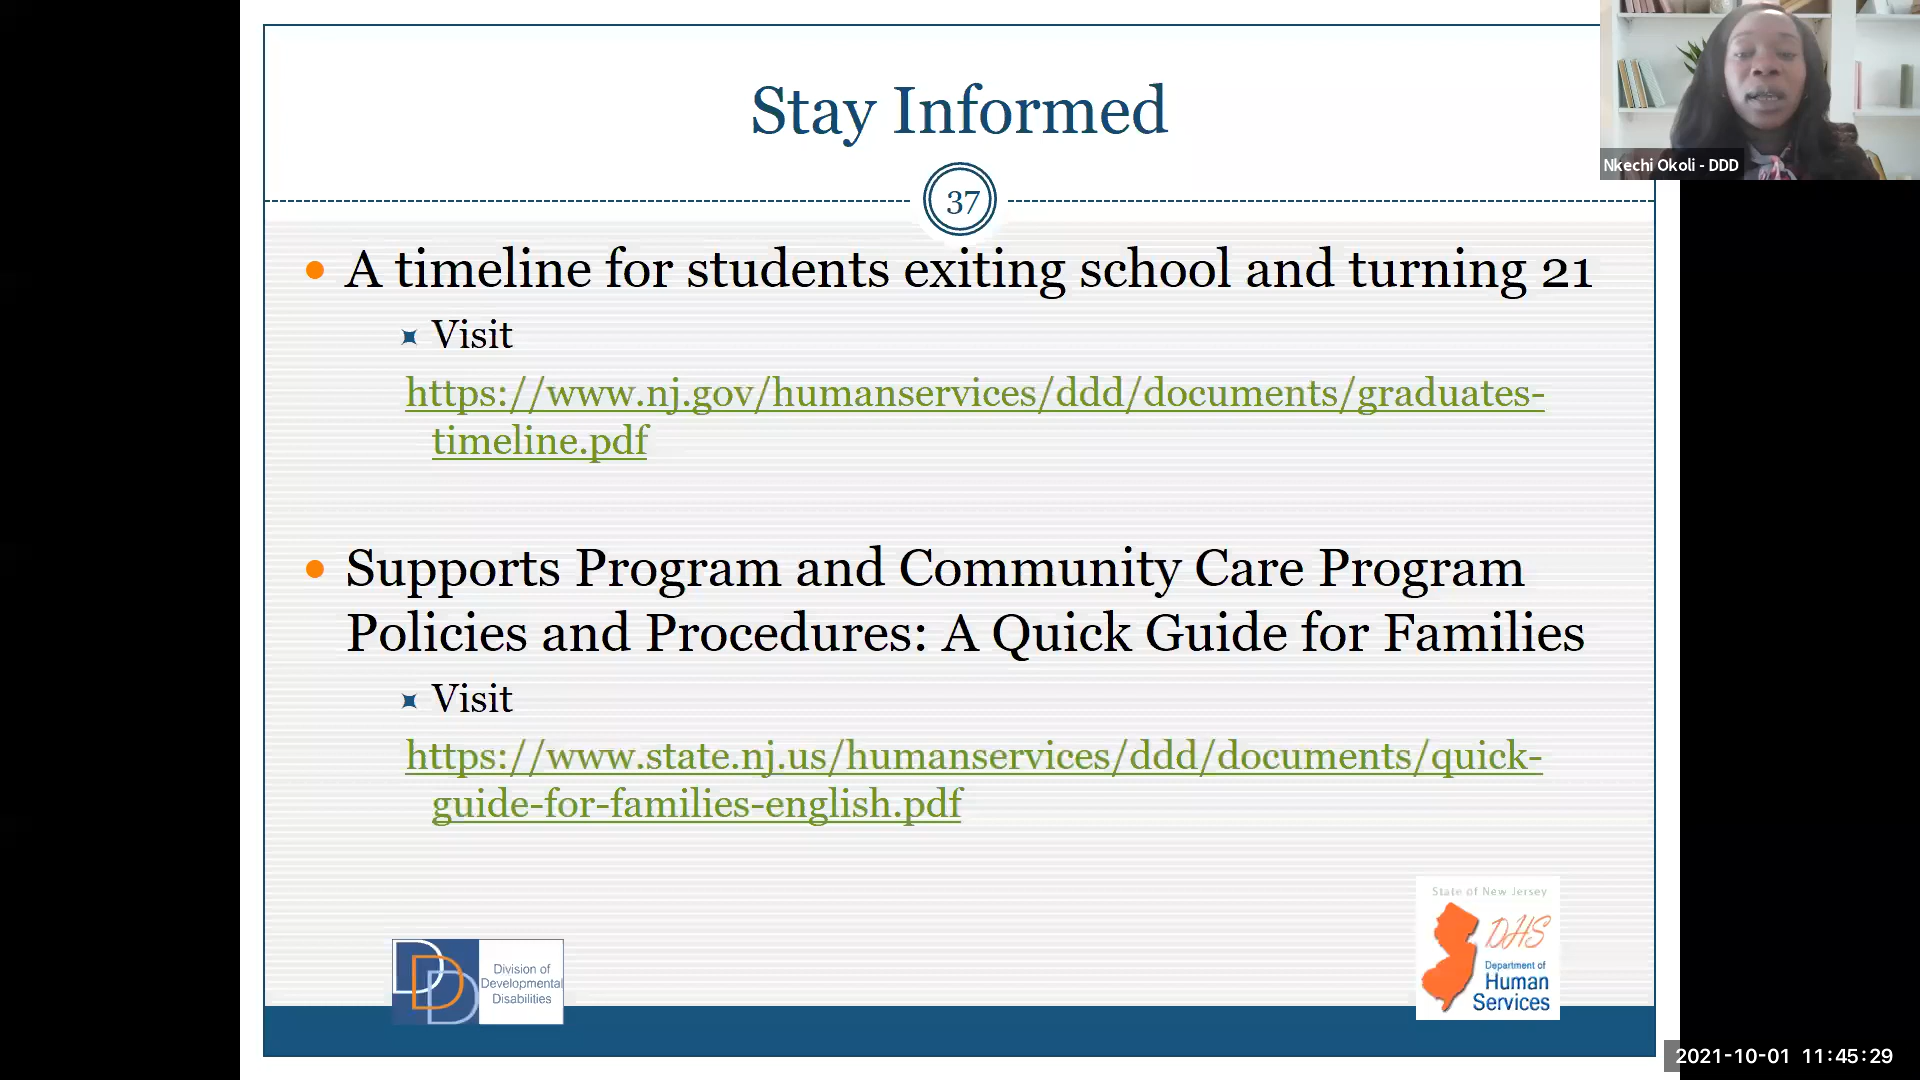 Stay Informed
37
A timeline for students exiting school and turning 21
Visit
https://www.nj.gov/humanservices/ddd/documents/graduates-
timeline.pdf
Supports Program and Community Care Program
Policies and Procedures: A Quick Guide for Families
Visit
https://www.state.nj.us/humanservices/ddd/documents/quick-
guide-for-families-english.pdf
DDD
Division of
Developmental
Disabilities
State of New Jersey
DHS
Department of
Human
Services
Nkechi Okoli - DDD
2021-10-01 11:45:29